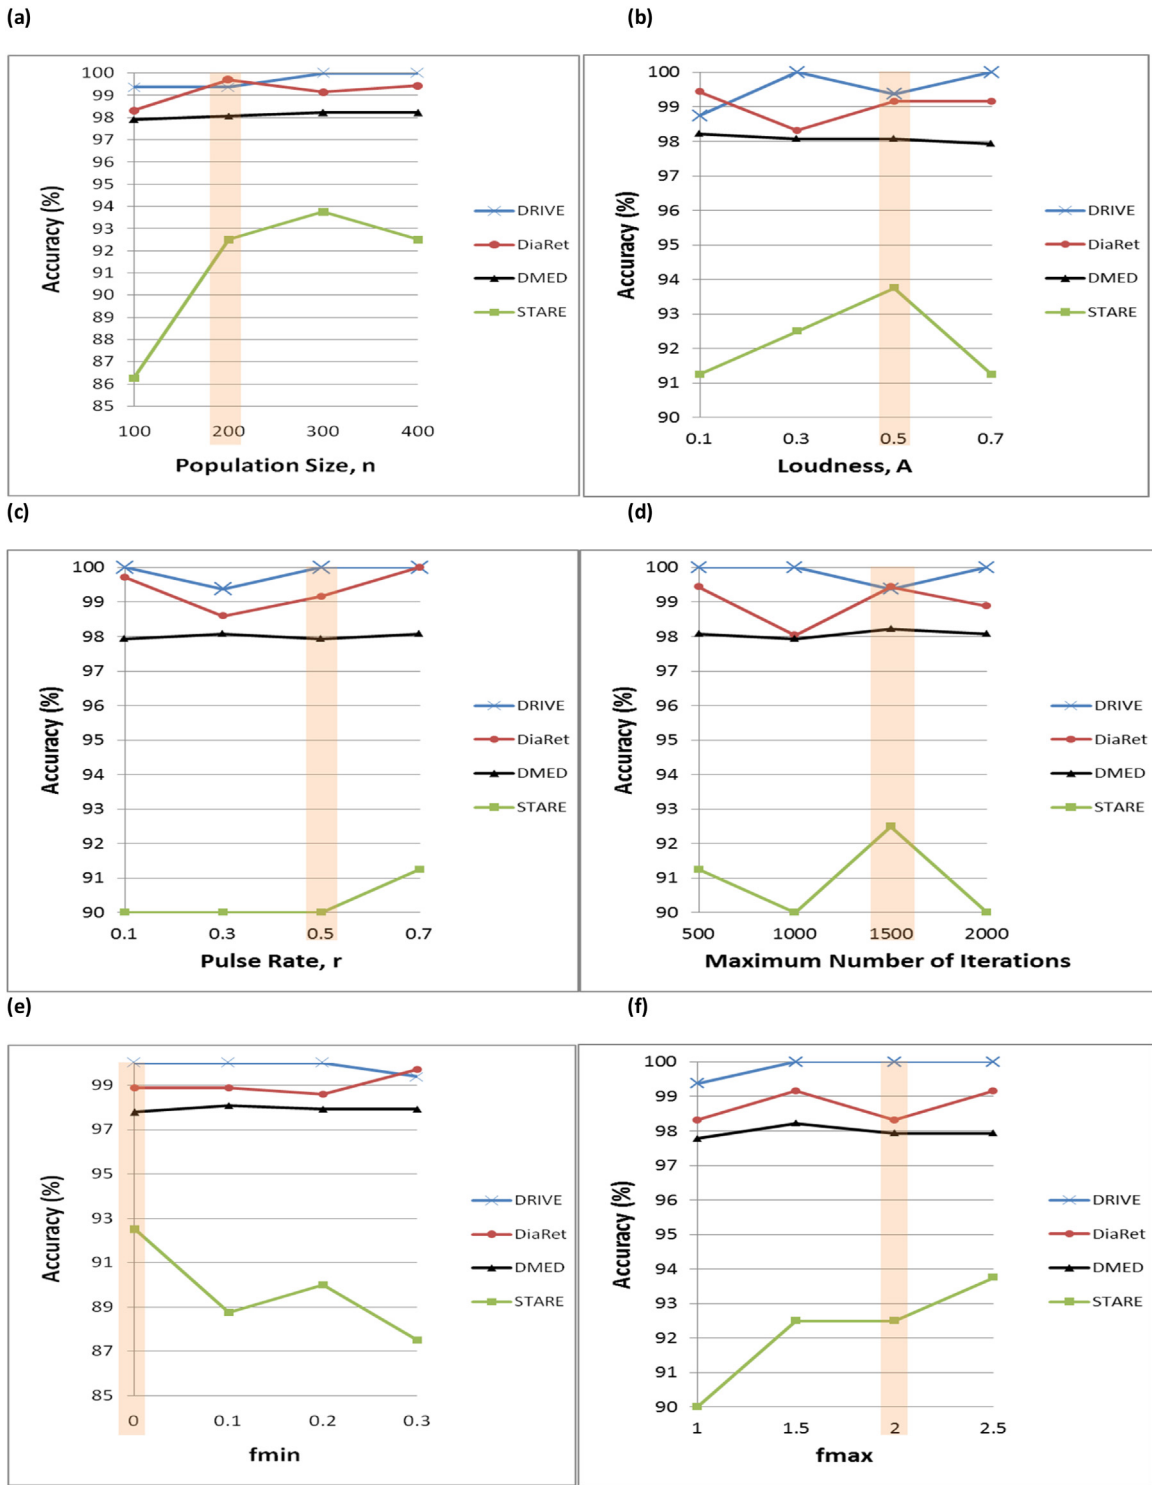 (a)
(b)
100
99
98
97
96
95
94
93
92
91
90
89
88
87
86
85
Accuracy (%)
100 200 300 400
Population Size, n
DRIVE
DiaRet
DMED
STARE
100
99
98
97
96
95
94
93
92
91
90
Accuracy (%)
0.1 0.3 0.5 0.7
Loudness, A
DRIVE
DiaRet
DMED
STARE
(c)
(d)
100
99
98
97
96
95
94
93
92
91
90
Accuracy (%)
0.1 0.3 0.5 0.7
Pulse Rate, r
DRIVE
DiaRet
DMED
STARE
100
99
98
97
96
95
94
93
92
91
90
Accuracy (%)
500 1000 1500 2000
Maximum Number of Iterations
DRIVE
DiaRet
DMED
STARE
(e)
(f)
99
97
95
93
91
89
87
85
Accuracy (%)
0 0.1 0.2 0.3
fmin
DRIVE
DiaRet
DMED
STARE
100
99
98
97
96
95
94
93
92
91
90
Accuracy (%)
1 1.5 2 2.5
fmax
DRIVE
DiaRet
DMED
STARE